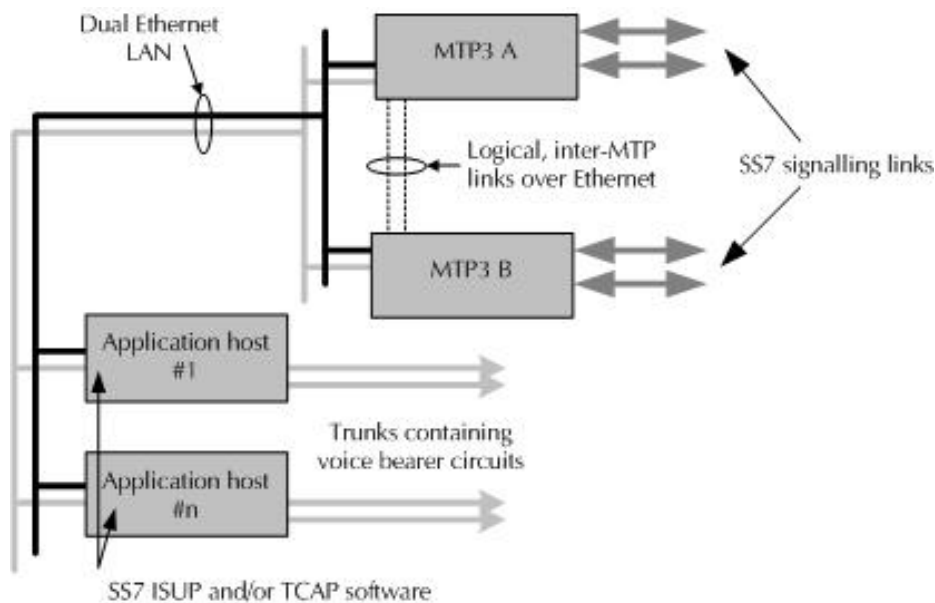 Dual Ethernet
LAN
MTP3 A
Logical, inter-MTP
links over Ethernet
SS7 signalling links
MTP3 B
Application host
#1
Trunks containing
voice bearer circuits
Application host
#n
SS7 ISUP and/or TCAP software